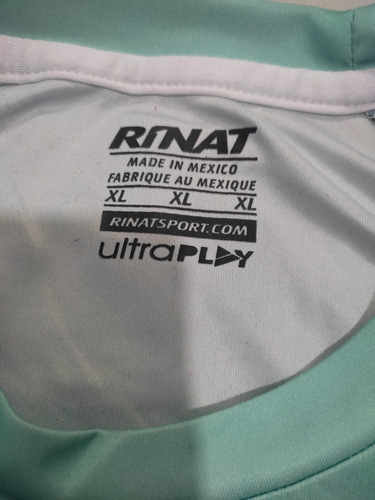 RINAT
MADE IN MEXICO
FABRIQUE AU MEXIQUE
XL XL XL
RINATSPORT.COM
ultraPLAY